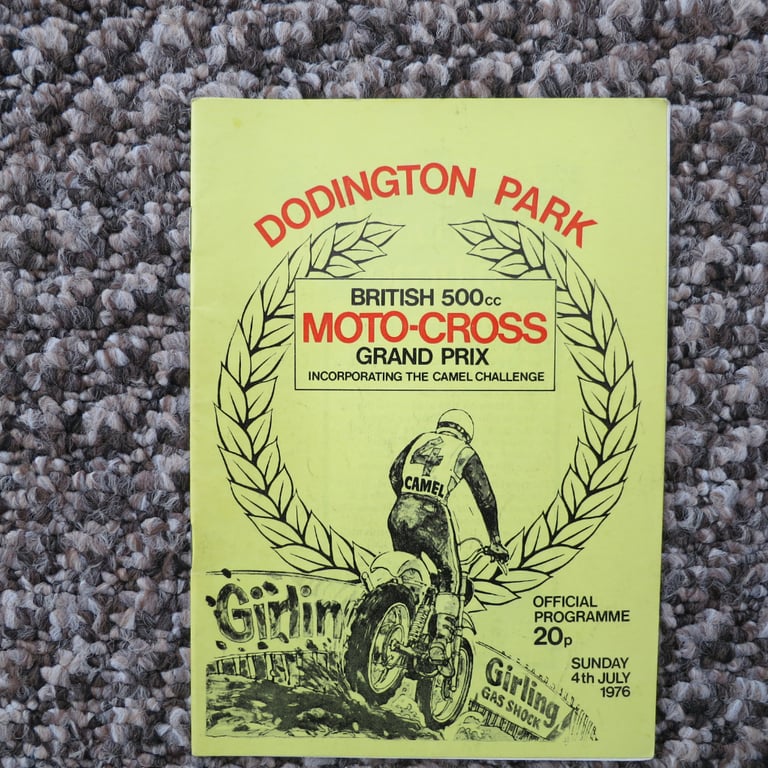 DODINGTON PARK
BRITISH 500cc
MOTO-CROSS
GRAND PRIX
INCORPORATING THE CAMEL CHALLENGE
4
CAMEL
Girlin
Girling
GAS SHOCK
OFFICIAL
PROGRAMME
20p
SUNDAY
4th JULY
1976